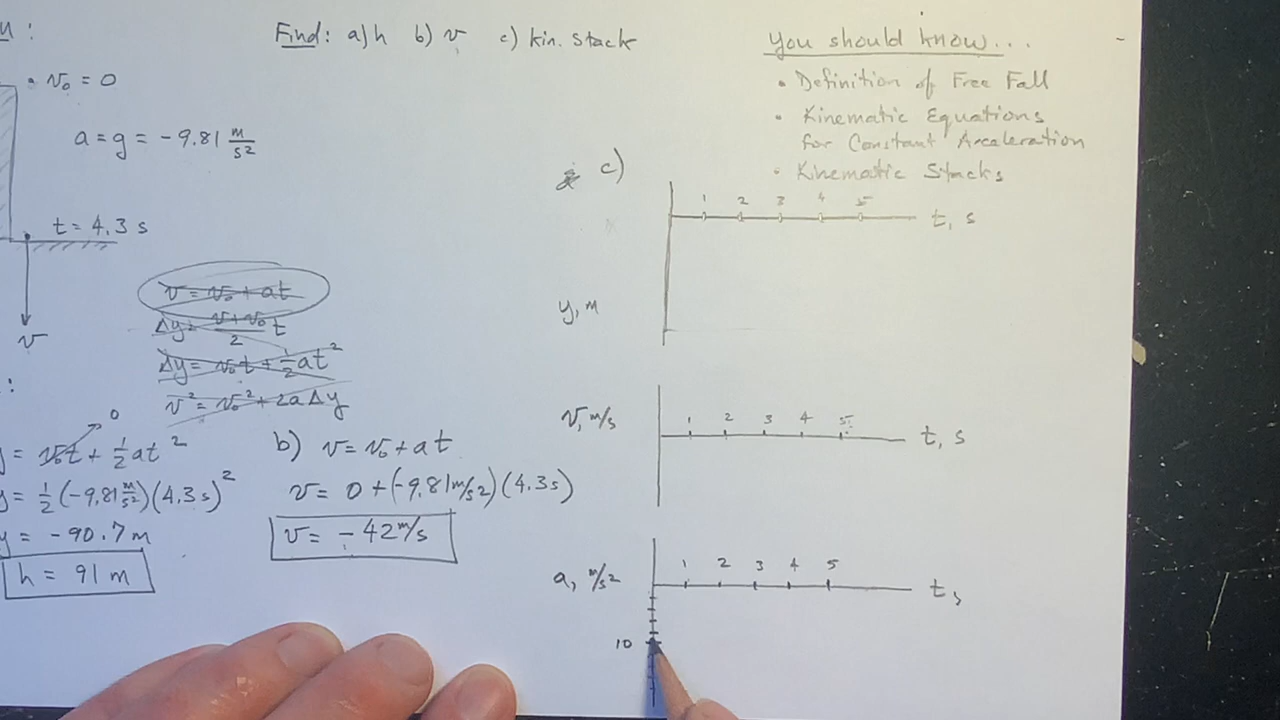 Find: a) h b) v c) kin. stack
You should know...
• Definition of Free Fall
• Kinematic Equations
for Constant Acceleration
• Kinematic Stacks
• v₀ = 0
a = g = -9.81 m/s²
t = 4.3 s
v
v = v₀ + at
Δy = (v + v₀)/2 t
Δy = v₀t + ½at²
v² = v₀² + 2aΔy
= v₀t + ½at²
0
= ½(-9.81 m/s²)(4.3 s)²
= -90.7 m
h = 91 m
b) v = v₀ + at
v = 0 + (-9.81 m/s²)(4.3 s)
v = -42 m/s
c)
1 2 3 4 5
t, s
y, m
v, m/s
1 2 3 4 5
t, s
a, m/s²
1 2 3 4 5
t, s
10